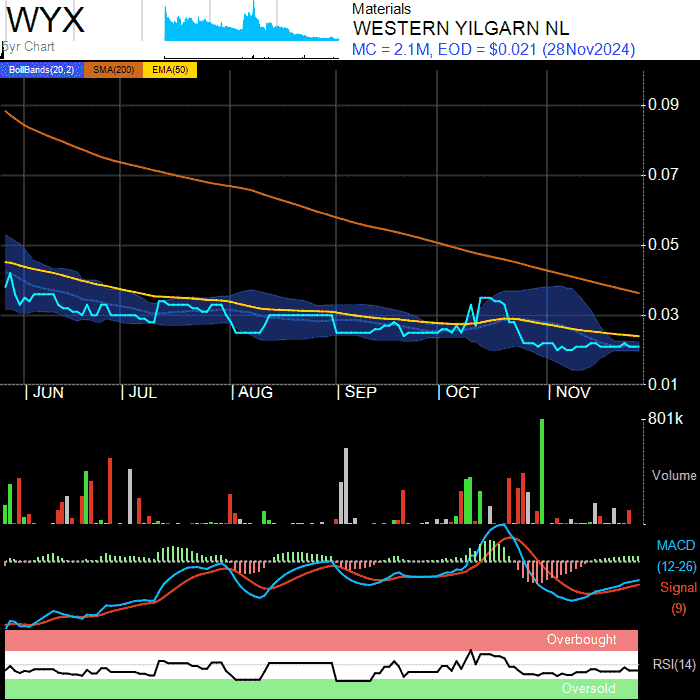 WYX
5yr Chart
Materials
WESTERN YILGARN NL
MC = 2.1M, EOD = $0.021 (28Nov2024)
BollBands(20,2) SMA(200) EMA(50)
0.09
0.07
0.05
0.03
0.01
JUN JUL AUG SEP OCT NOV
801k
Volume
MACD
(12-26)
Signal
(9)
Overbought
RSI(14)
Oversold